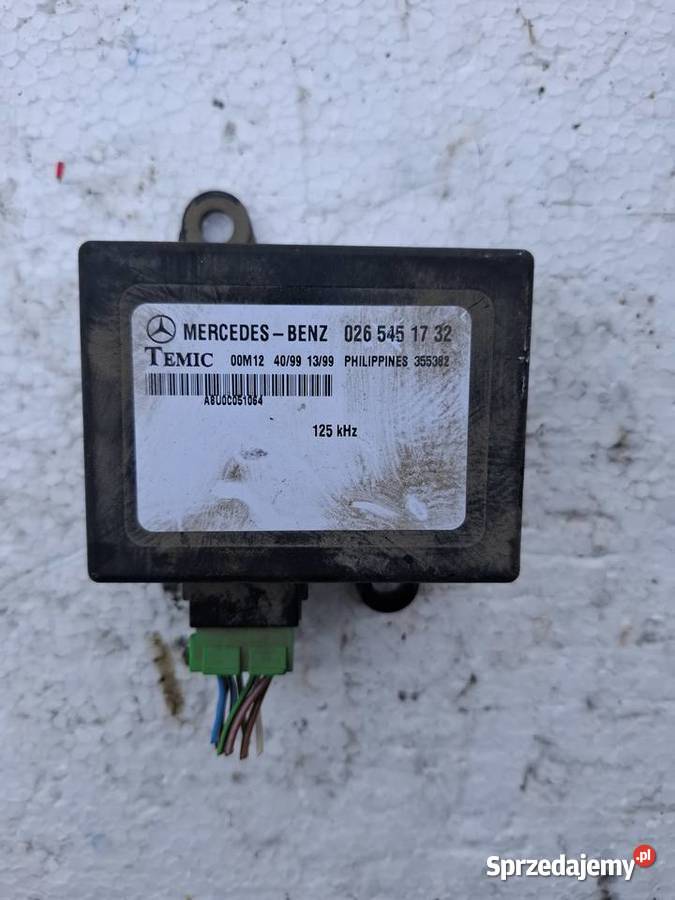 MERCEDES-BENZ 026 545 17 32
TEMIC 00M12 40/99 13/99 PHILIPPINES 355382
A8U0C051064
125 kHz
Sprzedajemy.pl